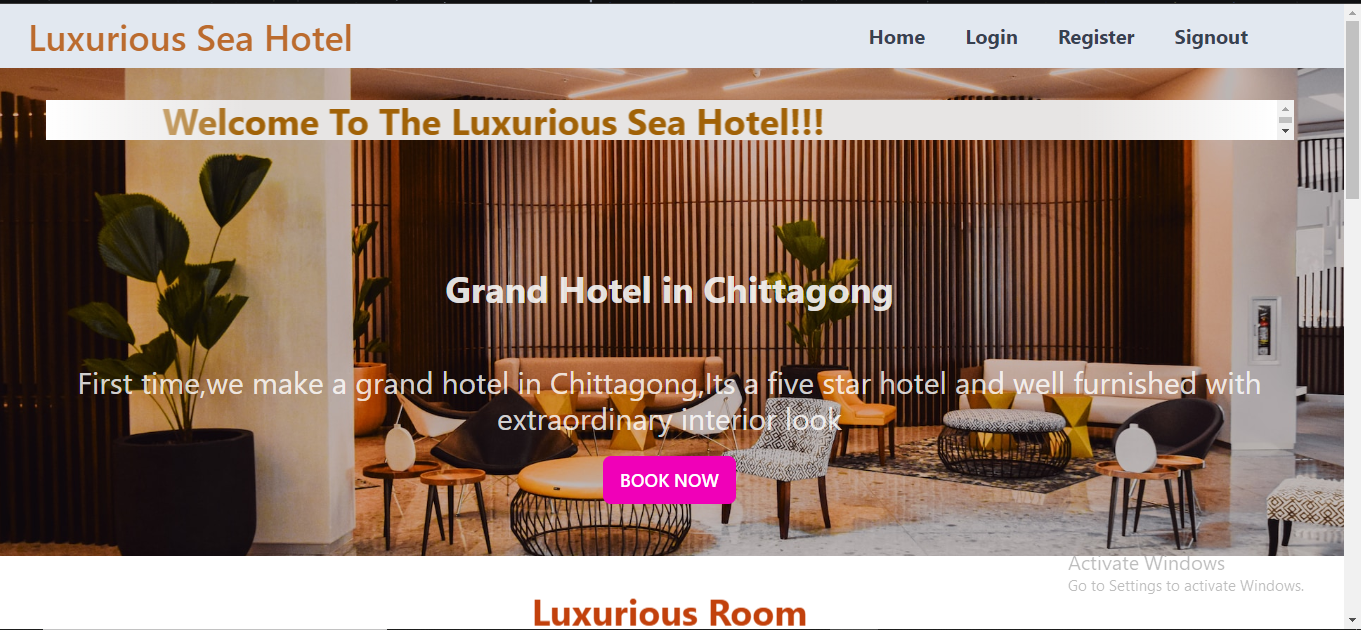 Luxurious Sea Hotel
Home Login Register Signout
Welcome To The Luxurious Sea Hotel!!!
Grand Hotel in Chittagong
First time,we make a grand hotel in Chittagong,Its a five star hotel and well furnished with
extraordinary interior look
BOOK NOW
Activate Windows
Go to Settings to activate Windows.
Luxurious Room